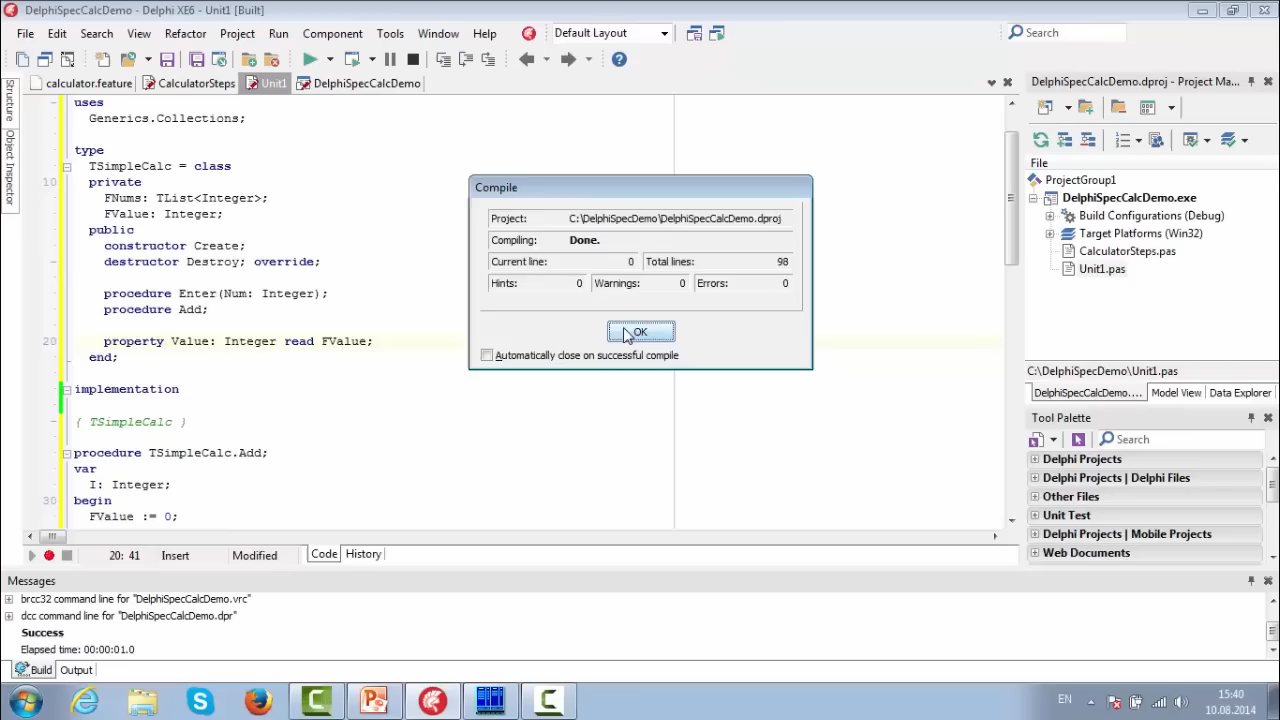 DelphiSpecCalcDemo - Delphi XE6 - Unit1 [Built]
File Edit Search View Refactor Project Run Component Tools Window Help Default Layout Search
calculator.feature CalculatorSteps Unit1 DelphiSpecCalcDemo
Structure
Object Inspector
uses
Generics.Collections;
type
TSimpleCalc = class
10 private
FNums: TList<Integer>;
FValue: Integer;
public
constructor Create;
destructor Destroy; override;
procedure Enter(Num: Integer);
procedure Add;
20 property Value: Integer read FValue;
end;
implementation
{ TSimpleCalc }
procedure TSimpleCalc.Add;
var
I: Integer;
30 begin
FValue := 0;
20: 41 Insert Modified Code History
Compile
Project: C:\DelphiSpecDemo\DelphiSpecCalcDemo.dproj
Compiling: Done.
Current line: 0 Total lines: 98
Hints: 0 Warnings: 0 Errors: 0
OK
Automatically close on successful compile
DelphiSpecCalcDemo.dproj - Project Ma...
File
ProjectGroup1
DelphiSpecCalcDemo.exe
Build Configurations (Debug)
Target Platforms (Win32)
CalculatorSteps.pas
Unit1.pas
C:\DelphiSpecDemo\Unit1.pas
DelphiSpecCalcDemo.... Model View Data Explorer
Tool Palette
Search
Delphi Projects
Delphi Projects | Delphi Files
Other Files
Unit Test
Delphi Projects | Mobile Projects
Web Documents
Messages
brcc32 command line for "DelphiSpecCalcDemo.vrc"
dcc command line for "DelphiSpecCalcDemo.dpr"
Success
Elapsed time: 00:00:01.0
Build Output
EN 15:40
10.08.2014